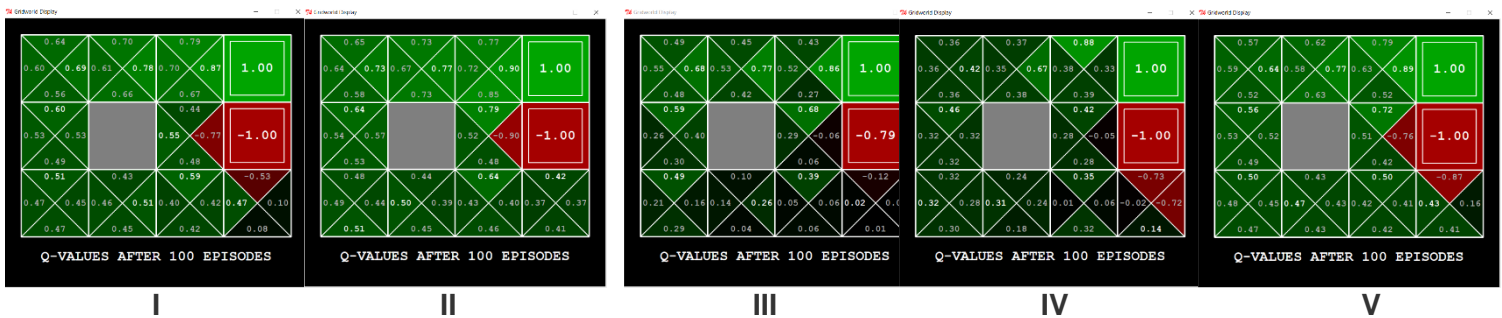 Gridworld Display
0.64 0.70 0.79
0.60 0.69 0.61 0.78 0.70 0.87 1.00
0.56 0.66 0.67
0.60 0.44
0.53 0.53 0.55 -0.77 -1.00
0.49 0.48
0.51 0.43 0.59 -0.53
0.47 0.45 0.46 0.51 0.40 0.42 0.47 0.10
0.47 0.45 0.42 0.08
Q-VALUES AFTER 100 EPISODES
I
Gridworld Display
0.65 0.73 0.77
0.64 0.73 0.67 0.77 0.72 0.90 1.00
0.58 0.73 0.85
0.64 0.79
0.54 0.57 0.52 -0.90 -1.00
0.53 0.48
0.48 0.44 0.64 0.42
0.49 0.44 0.50 0.39 0.43 0.40 0.37 0.37
0.51 0.45 0.46 0.41
Q-VALUES AFTER 100 EPISODES
II
Gridworld Display
0.49 0.45 0.43
0.55 0.68 0.53 0.77 0.52 0.86 1.00
0.48 0.42 0.27
0.59 0.68
0.26 0.40 0.29 -0.06 -0.79
0.30 0.06
0.49 0.10 0.39 -0.12
0.21 0.16 0.14 0.26 0.05 0.06 0.02 0.0
0.29 0.04 0.06 0.01
Q-VALUES AFTER 100 EPISODES
III
Gridworld Display
0.36 0.37 0.88
0.36 0.42 0.35 0.67 0.38 0.33 1.00
0.36 0.38 0.39
0.46 0.42
0.32 0.32 0.28 -0.05 -1.00
0.32 0.28
0.32 0.24 0.35 -0.73
0.32 0.28 0.31 0.24 0.01 0.06 -0.02 -0.72
0.30 0.18 0.32 0.14
Q-VALUES AFTER 100 EPISODES
IV
Gridworld Display
0.57 0.62 0.79
0.59 0.64 0.58 0.77 0.63 0.89 1.00
0.52 0.63 0.52
0.56 0.72
0.53 0.52 0.51 -0.76 -1.00
0.49 0.42
0.50 0.43 0.50 -0.87
0.48 0.45 0.47 0.43 0.42 0.41 0.43 0.16
0.47 0.43 0.42 0.41
Q-VALUES AFTER 100 EPISODES
V